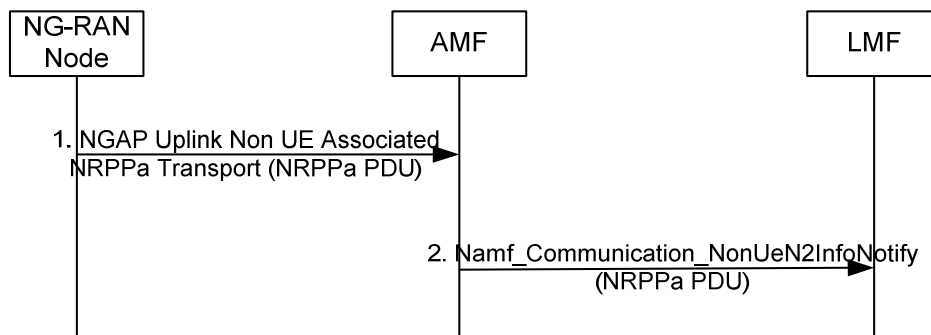 NG-RAN
Node
AMF
LMF
1. NGAP Uplink Non UE Associated
NRPPa Transport (NRPPa PDU)
2. Namf_Communication_NonUeN2InfoNotify
(NRPPa PDU)